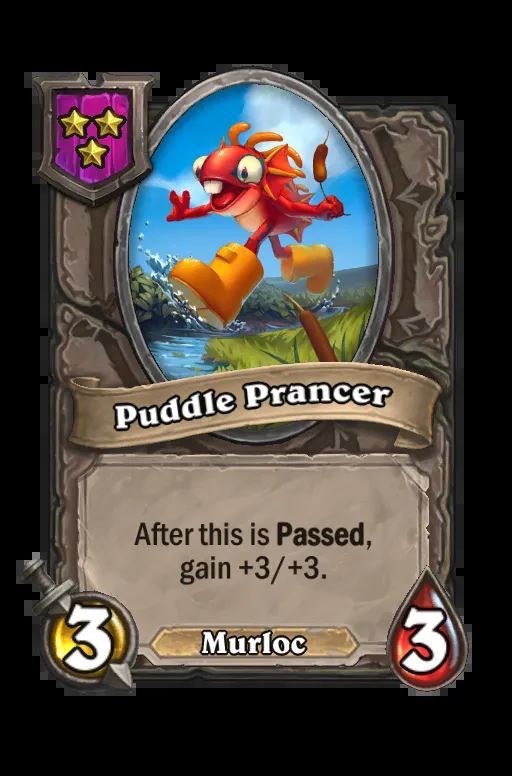 Puddle Prancer
After this is Passed,
gain +3/+3.
3
Murloc
3